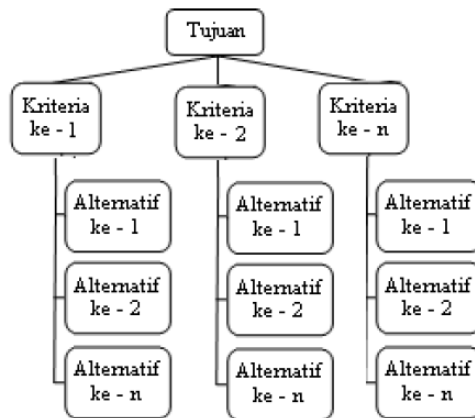 Tujuan
Kriteria
ke - 1
Kriteria
ke - 2
Kriteria
ke - n
Alternatif
ke - 1
Alternatif
ke - 2
Alternatif
ke - n
Alternatif
ke - 1
Alternatif
ke - 2
Alternatif
ke - n
Alternatif
ke - 1
Alternatif
ke - 2
Alternatif
ke - n